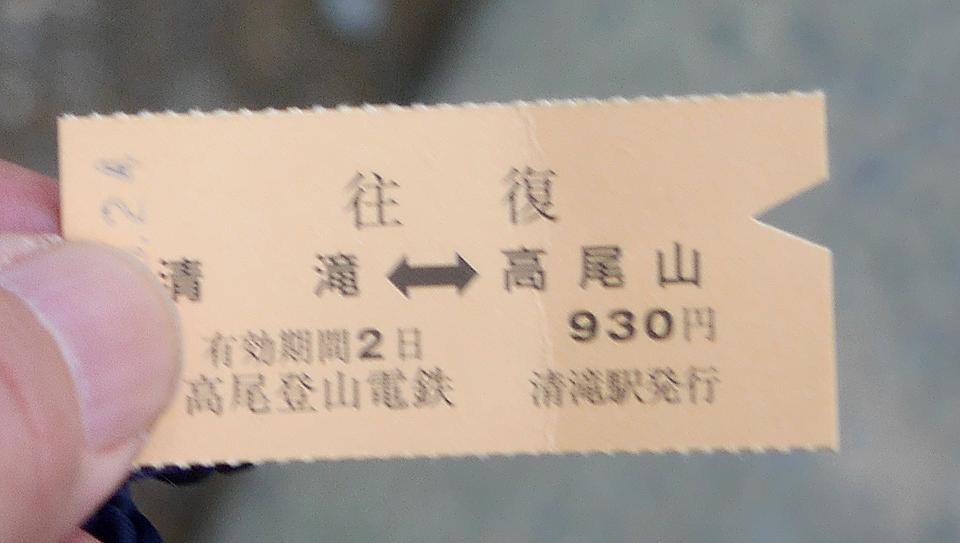 往復
清滝⟷高尾山
930円
有効期間2日
高尾登山電鉄 清滝駅発行